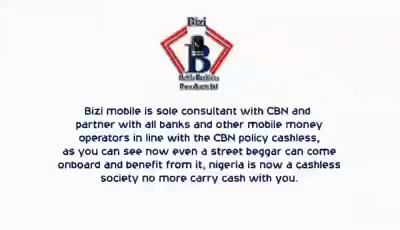 Bizi
B
Bizi mobile is sole consultant with CBN and
partner with all banks and other mobile money
operators in line with the CBN policy cashless,
as you can see now even a street beggar can come
onboard and benefit from it, nigeria is now a cashless
society no more carry cash with you.